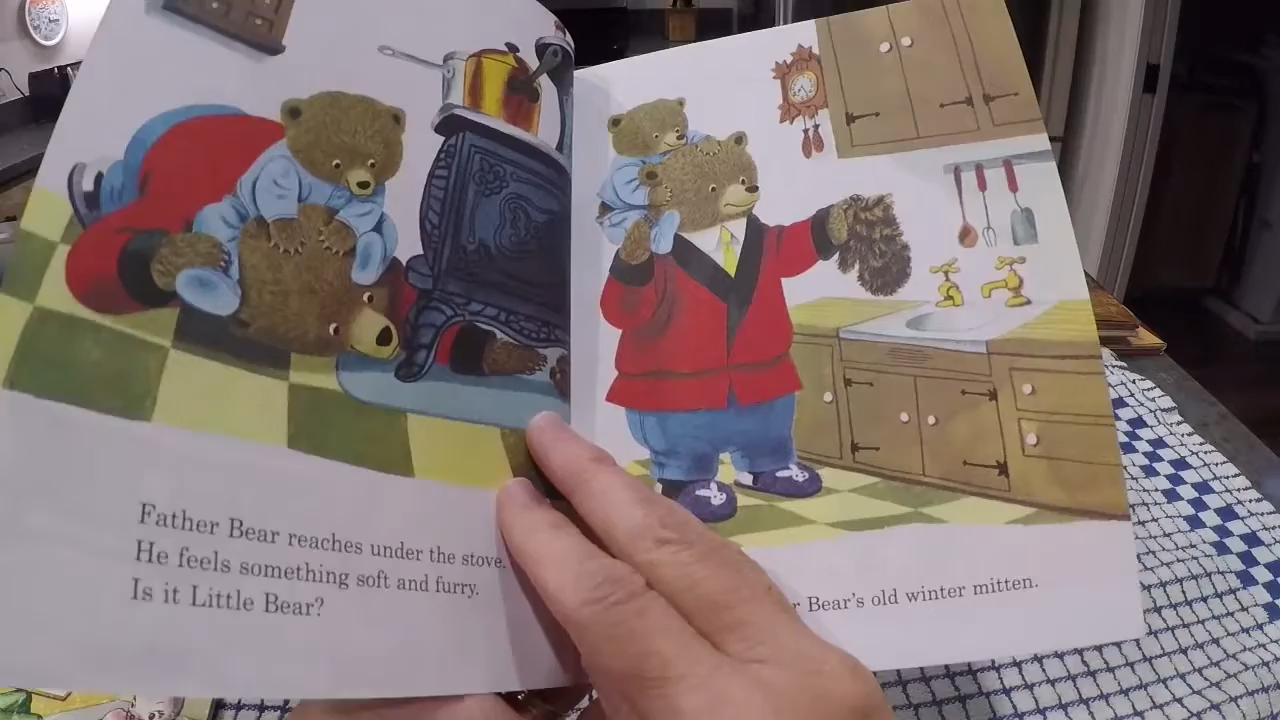 Father Bear reaches under the stove.
He feels something soft and furry.
Is it Little Bear?
Bear's old winter mitten.